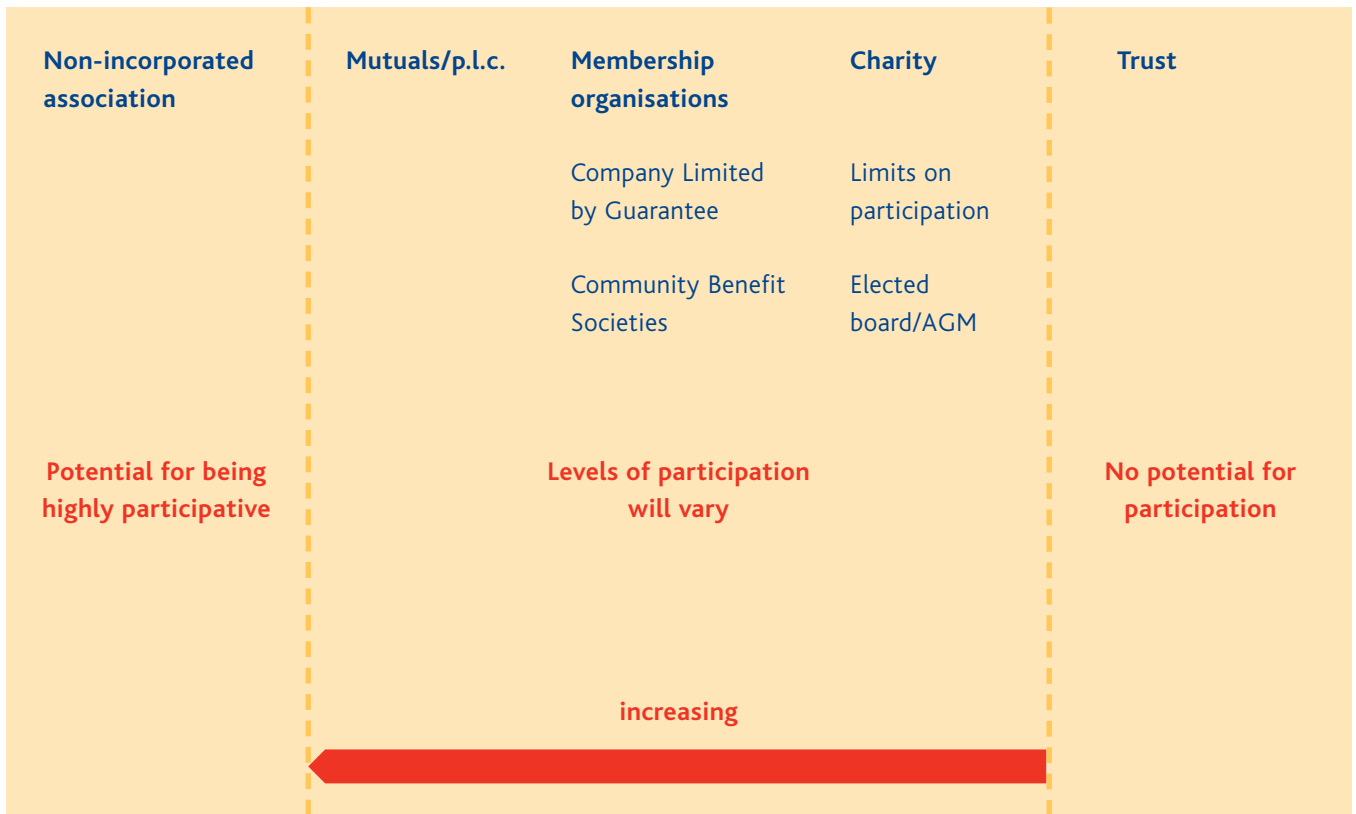 Non-incorporated
association
Mutuals/p.l.c.
Membership
organisations
Company Limited
by Guarantee
Community Benefit
Societies
Charity
Limits on
participation
Elected
board/AGM
Trust
Potential for being
highly participative
Levels of participation
will vary
No potential for
participation
increasing